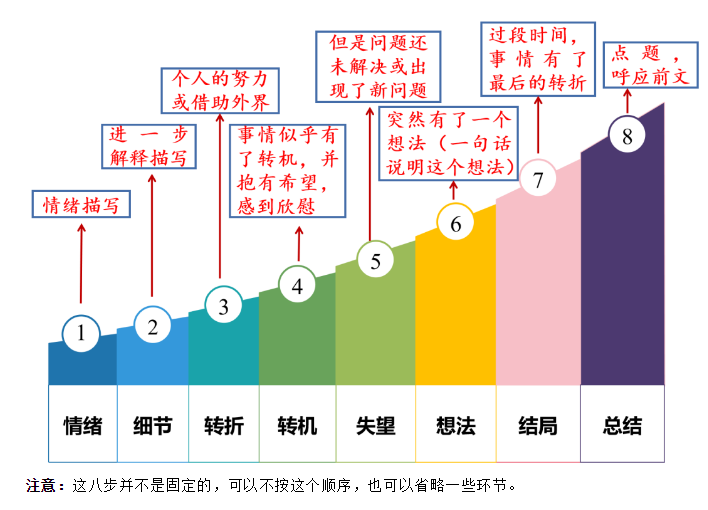 情绪描写
进一步
解释描写
个人的努力
或借助外界
事情似乎有
了转机，并
抱有希望，
感到欣慰
但是问题还
未解决或出
现了新问题
突然有了一个
想法（一句话
说明这个想法）
过段时间，
事情有了
最后的转折
点题，
呼应前文
1
2
3
4
5
6
7
8
情绪
细节
转折
转机
失望
想法
结局
总结
注意：这八步并不是固定的，可以不按这个顺序，也可以省略一些环节。